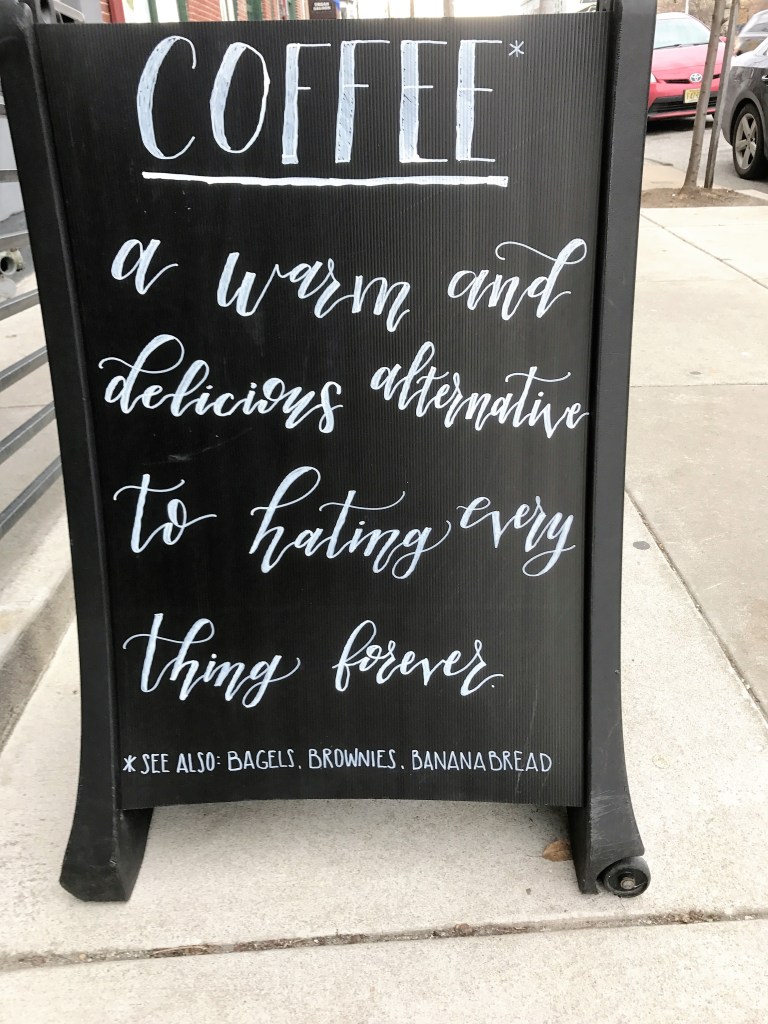 COFFEE*
a warm and
delicious alternative
to hating every
thing forever.
*SEE ALSO: BAGELS, BROWNIES, BANANA BREAD